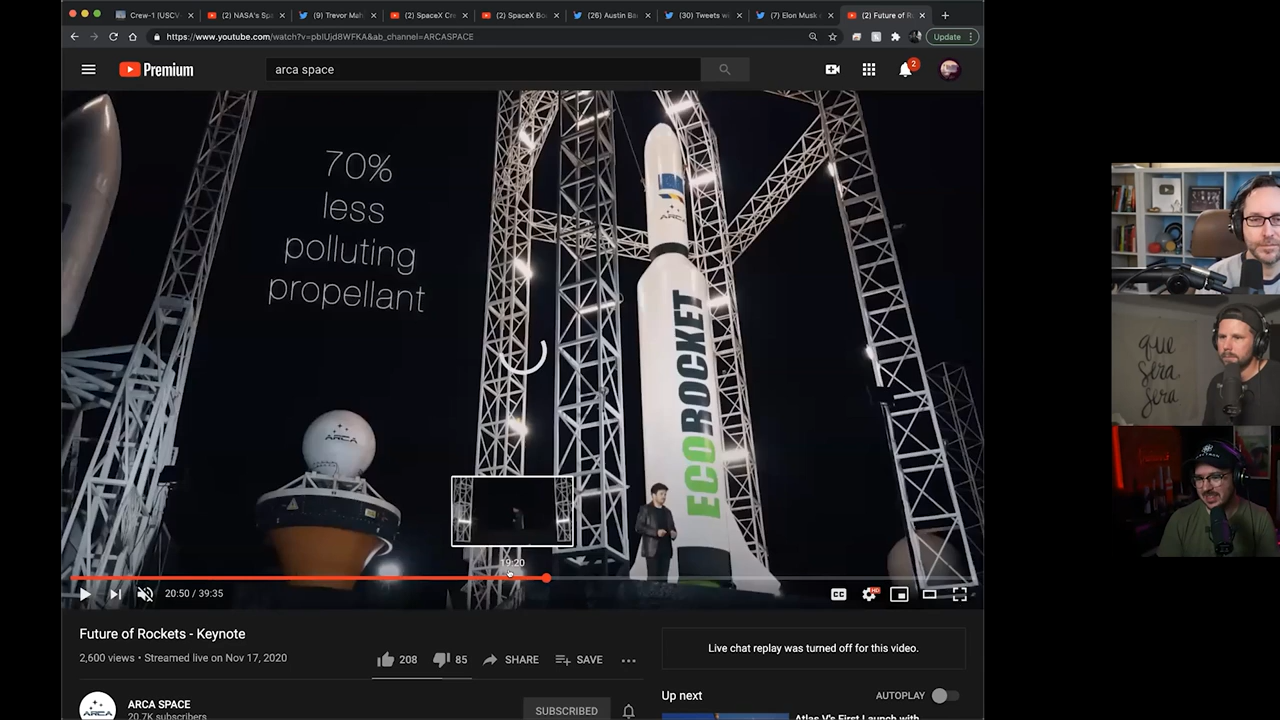 Crew-1 (USCV
(2) NASA's Spa
(9) Trevor Mah
(2) SpaceX Cre
(2) SpaceX Bo
(26) Austin Ba
(30) Tweets wi
(7) Elon Musk
(2) Future of R
https://www.youtube.com/watch?v=pbIUjd8WFKA&ab_channel=ARCASPACE
Update
Premium
arca space
2
70%
less
polluting
propellant
ARCA
ARCA
ECOROCKET
que
sera
sera
19:20
20:50 / 39:35
CC
HD
Future of Rockets - Keynote
2,600 views • Streamed live on Nov 17, 2020
208
85
SHARE
SAVE
Live chat replay was turned off for this video.
ARCA
ARCA SPACE
20.7K subscribers
SUBSCRIBED
Up next
AUTOPLAY
Atlas V's First Launch with